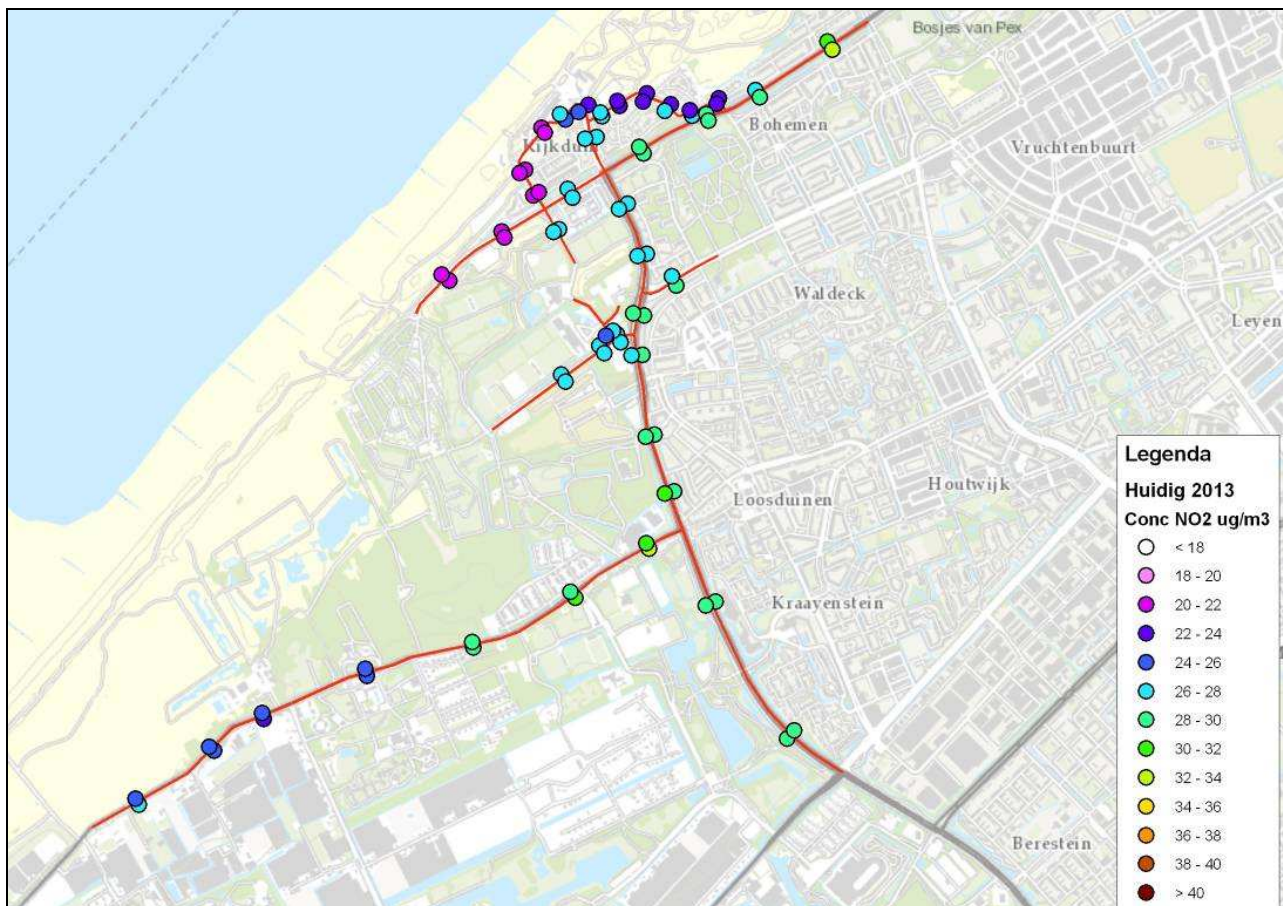 Bosjes van Pex
Bohemen
Vruchtenbuurt
Kijkduin
Waldeck
Leyen
Loosduinen
Houtwijk
Kraayenstein
Berestein
Legenda
Huidig 2013
Conc NO2 ug/m3
< 18
18 - 20
20 - 22
22 - 24
24 - 26
26 - 28
28 - 30
30 - 32
32 - 34
34 - 36
36 - 38
38 - 40
> 40